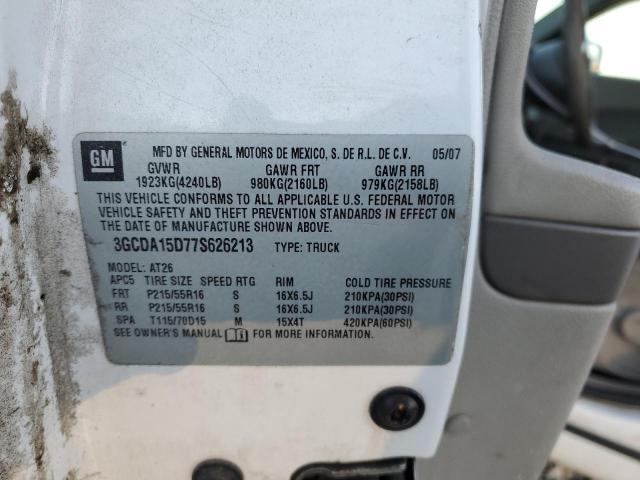 GM
MFD BY GENERAL MOTORS DE MEXICO, S. DE R.L. DE C.V. 05/07
GVWR GAWR FRT GAWR RR
1923KG(4240LB) 980KG(2160LB) 979KG(2158LB)
THIS VEHICLE CONFORMS TO ALL APPLICABLE U.S. FEDERAL MOTOR
VEHICLE SAFETY AND THEFT PREVENTION STANDARDS IN EFFECT ON
THE DATE OF MANUFACTURE SHOWN ABOVE.
3GCDA15D77S626213 TYPE: TRUCK
MODEL: AT26
APC5 TIRE SIZE SPEED RTG RIM COLD TIRE PRESSURE
FRT P215/55R16 S 16X6.5J 210KPA(30PSI)
RR P215/55R16 S 16X6.5J 210KPA(30PSI)
SPA T115/70D15 M 15X4T 420KPA(60PSI)
SEE OWNER'S MANUAL FOR MORE INFORMATION